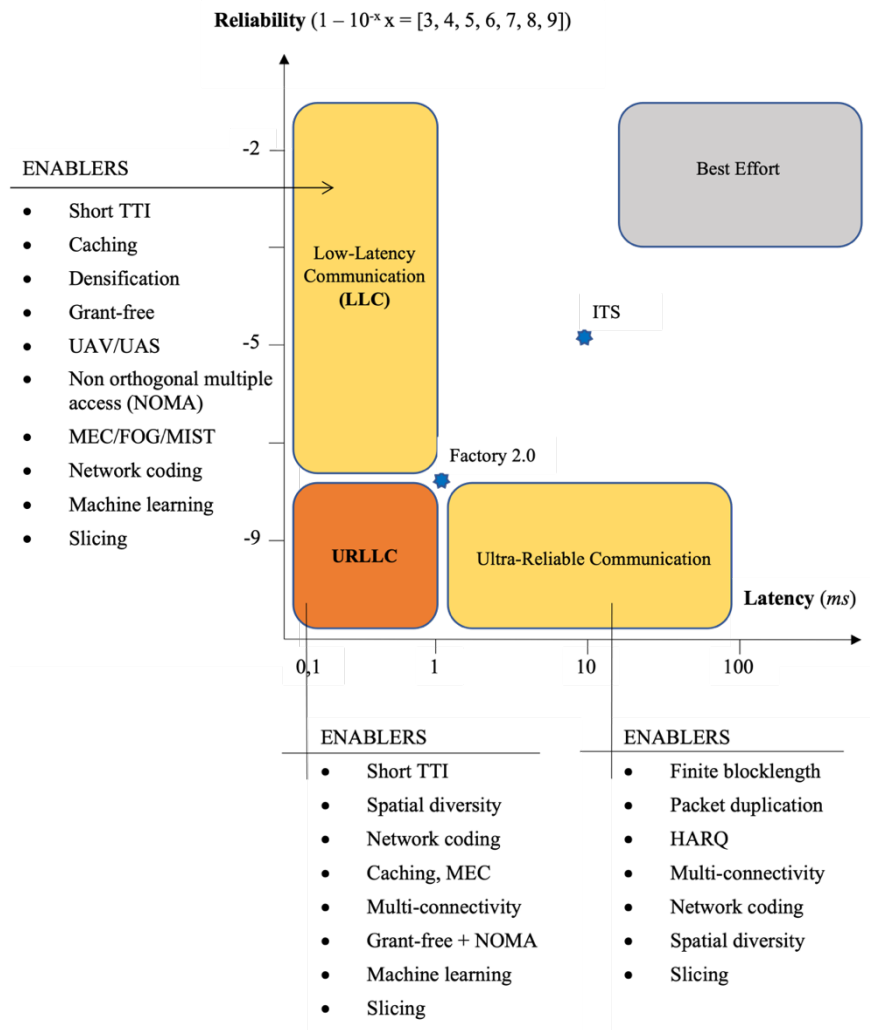 Reliability (1 – 10⁻ˣ x = [3, 4, 5, 6, 7, 8, 9])
-2
-5
-9
ENABLERS
• Short TTI
• Caching
• Densification
• Grant-free
• UAV/UAS
• Non orthogonal multiple
access (NOMA)
• MEC/FOG/MIST
• Network coding
• Machine learning
• Slicing
Low-Latency
Communication
(LLC)
Best Effort
ITS
Factory 2.0
URLLC
Ultra-Reliable Communication
Latency (ms)
0,1
1
10
100
ENABLERS
• Short TTI
• Spatial diversity
• Network coding
• Caching, MEC
• Multi-connectivity
• Grant-free + NOMA
• Machine learning
• Slicing
ENABLERS
• Finite blocklength
• Packet duplication
• HARQ
• Multi-connectivity
• Network coding
• Spatial diversity
• Slicing